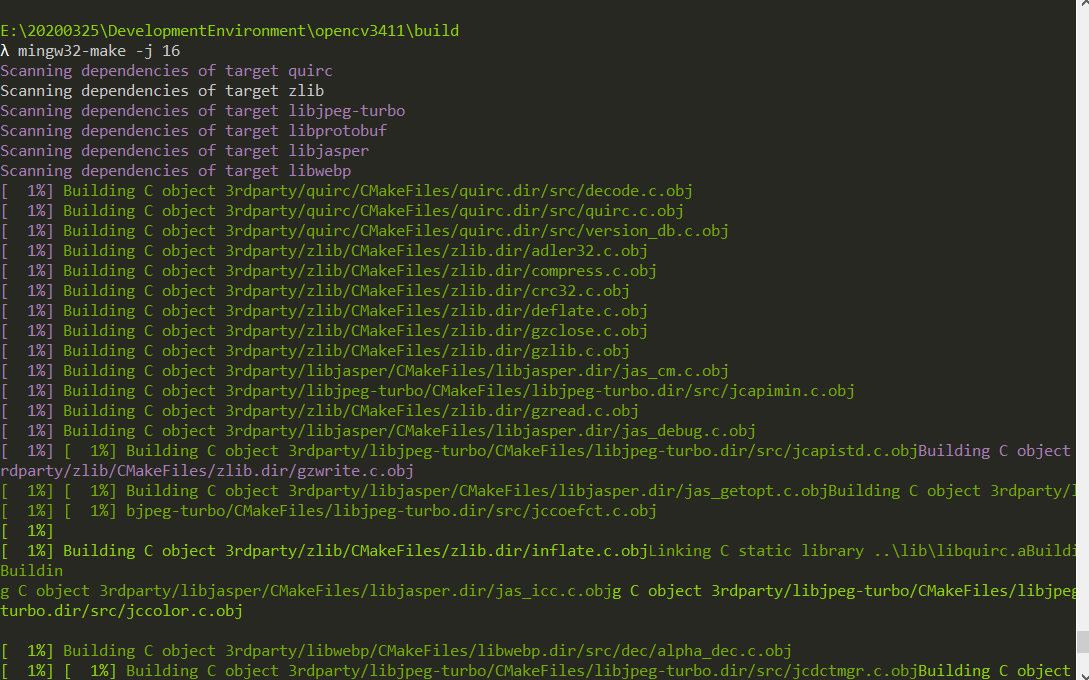 E:\20200325\DevelopmentEnvironment\opencv3411\build
λ mingw32-make -j 16
Scanning dependencies of target quirc
Scanning dependencies of target zlib
Scanning dependencies of target libjpeg-turbo
Scanning dependencies of target libprotobuf
Scanning dependencies of target libjasper
Scanning dependencies of target libwebp
[  1%] Building C object 3rdparty/quirc/CMakeFiles/quirc.dir/src/decode.c.obj
[  1%] Building C object 3rdparty/quirc/CMakeFiles/quirc.dir/src/quirc.c.obj
[  1%] Building C object 3rdparty/quirc/CMakeFiles/quirc.dir/src/version_db.c.obj
[  1%] Building C object 3rdparty/zlib/CMakeFiles/zlib.dir/adler32.c.obj
[  1%] Building C object 3rdparty/zlib/CMakeFiles/zlib.dir/compress.c.obj
[  1%] Building C object 3rdparty/zlib/CMakeFiles/zlib.dir/crc32.c.obj
[  1%] Building C object 3rdparty/zlib/CMakeFiles/zlib.dir/deflate.c.obj
[  1%] Building C object 3rdparty/zlib/CMakeFiles/zlib.dir/gzclose.c.obj
[  1%] Building C object 3rdparty/zlib/CMakeFiles/zlib.dir/gzlib.c.obj
[  1%] Building C object 3rdparty/libjasper/CMakeFiles/libjasper.dir/jas_cm.c.obj
[  1%] Building C object 3rdparty/libjpeg-turbo/CMakeFiles/libjpeg-turbo.dir/src/jcapimin.c.obj
[  1%] Building C object 3rdparty/zlib/CMakeFiles/zlib.dir/gzread.c.obj
[  1%] Building C object 3rdparty/libjasper/CMakeFiles/libjasper.dir/jas_debug.c.obj
[  1%] [  1%] Building C object 3rdparty/libjpeg-turbo/CMakeFiles/libjpeg-turbo.dir/src/jcapistd.c.objBuilding C object
rdparty/zlib/CMakeFiles/zlib.dir/gzwrite.c.obj
[  1%] [  1%] Building C object 3rdparty/libjasper/CMakeFiles/libjasper.dir/jas_getopt.c.objBuilding C object 3rdparty/l
[  1%] [  1%] bjpeg-turbo/CMakeFiles/libjpeg-turbo.dir/src/jccoefct.c.obj
[  1%]
[  1%] Building C object 3rdparty/zlib/CMakeFiles/zlib.dir/inflate.c.objLinking C static library ..\lib\libquirc.aBuildi
Buildin
g C object 3rdparty/libjasper/CMakeFiles/libjasper.dir/jas_icc.c.objg C object 3rdparty/libjpeg-turbo/CMakeFiles/libjpeg
turbo.dir/src/jccolor.c.obj
[  1%] Building C object 3rdparty/libwebp/CMakeFiles/libwebp.dir/src/dec/alpha_dec.c.obj
[  1%] [  1%] Building C object 3rdparty/libjpeg-turbo/CMakeFiles/libjpeg-turbo.dir/src/jcdctmgr.c.objBuilding C object